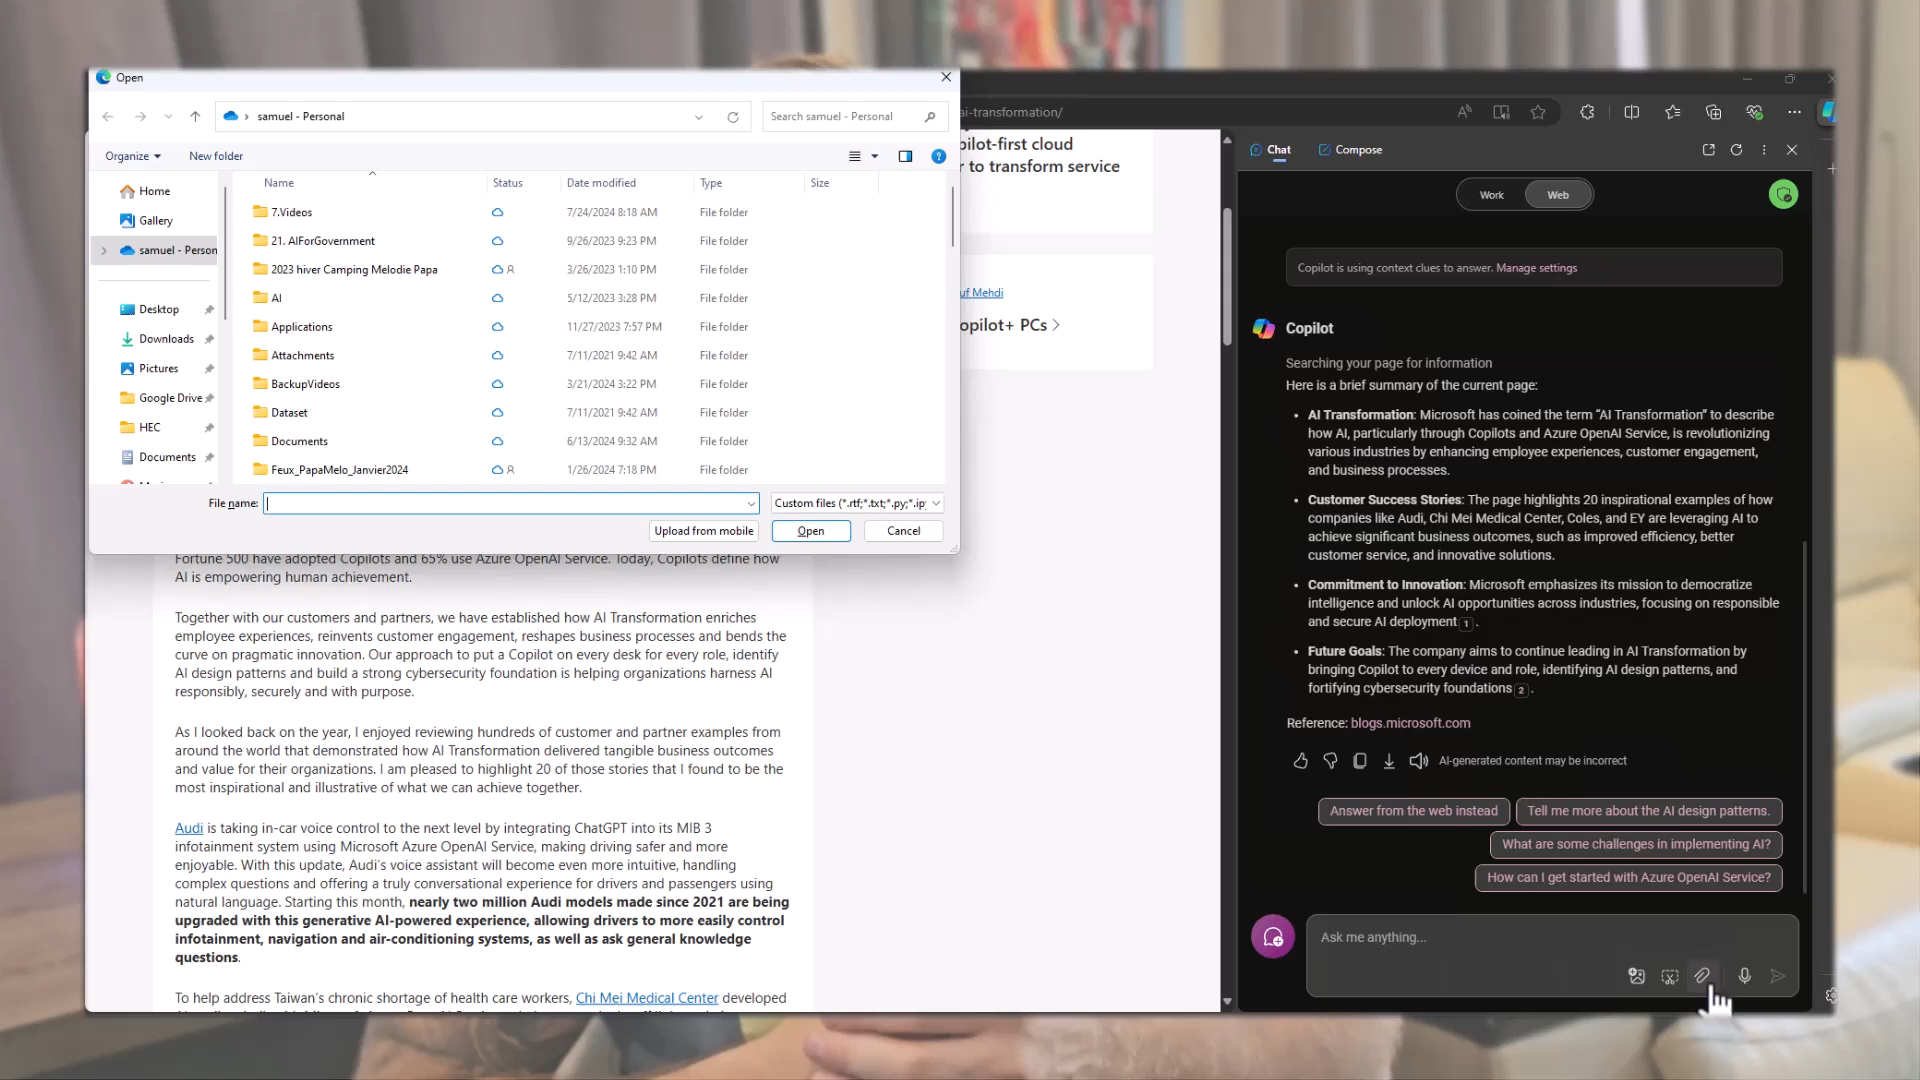 Open
samuel - Personal
Search samuel - Personal
Organize
New folder
Name
Status
Date modified
Type
Size
Home
Gallery
samuel - Person
Desktop
Downloads
Pictures
Google Drive
HEC
Documents
7.Videos 7/24/2024 8:18 AM File folder
21. AIForGovernment 9/26/2023 9:23 PM File folder
2023 hiver Camping Melodie Papa 3/26/2023 1:10 PM File folder
AI 5/12/2023 3:28 PM File folder
Applications 11/27/2023 7:57 PM File folder
Attachments 7/11/2021 9:42 AM File folder
BackupVideos 3/21/2024 3:22 PM File folder
Dataset 7/11/2021 9:42 AM File folder
Documents 6/13/2024 9:32 AM File folder
Feux_PapaMelo_Janvier2024 1/26/2024 7:18 PM File folder
File name:
Custom files (*.rtf;*.txt;*.py;*.ip
Upload from mobile
Open
Cancel
ai-transformation/
pilot-first cloud
r to transform service
uf Mehdi
opilot+ PCs
Fortune 500 have adopted Copilots and 65% use Azure OpenAI Service. Today, Copilots define how
AI is empowering human achievement.
Together with our customers and partners, we have established how AI Transformation enriches
employee experiences, reinvents customer engagement, reshapes business processes and bends the
curve on pragmatic innovation. Our approach to put a Copilot on every desk for every role, identify
AI design patterns and build a strong cybersecurity foundation is helping organizations harness AI
responsibly, securely and with purpose.
As I looked back on the year, I enjoyed reviewing hundreds of customer and partner examples from
around the world that demonstrated how AI Transformation delivered tangible business outcomes
and value for their organizations. I am pleased to highlight 20 of those stories that I found to be the
most inspirational and illustrative of what we can achieve together.
Audi is taking in-car voice control to the next level by integrating ChatGPT into its MIB 3
infotainment system using Microsoft Azure OpenAI Service, making driving safer and more
enjoyable. With this update, Audi's voice assistant will become even more intuitive, handling
complex questions and offering a truly conversational experience for drivers and passengers using
natural language. Starting this month, nearly two million Audi models made since 2021 are being
upgraded with this generative AI-powered experience, allowing drivers to more easily control
infotainment, navigation and air-conditioning systems, as well as ask general knowledge
questions.
To help address Taiwan's chronic shortage of health care workers, Chi Mei Medical Center developed
Chat
Compose
Work
Web
Copilot is using context clues to answer. Manage settings
Copilot
Searching your page for information
Here is a brief summary of the current page:
• AI Transformation: Microsoft has coined the term “AI Transformation” to describe
how AI, particularly through Copilots and Azure OpenAI Service, is revolutionizing
various industries by enhancing employee experiences, customer engagement,
and business processes.
• Customer Success Stories: The page highlights 20 inspirational examples of how
companies like Audi, Chi Mei Medical Center, Coles, and EY are leveraging AI to
achieve significant business outcomes, such as improved efficiency, better
customer service, and innovative solutions.
• Commitment to Innovation: Microsoft emphasizes its mission to democratize
intelligence and unlock AI opportunities across industries, focusing on responsible
and secure AI deployment 1 .
• Future Goals: The company aims to continue leading in AI Transformation by
bringing Copilot to every device and role, identifying AI design patterns, and
fortifying cybersecurity foundations 2 .
Reference: blogs.microsoft.com
AI-generated content may be incorrect
Answer from the web instead
Tell me more about the AI design patterns.
What are some challenges in implementing AI?
How can I get started with Azure OpenAI Service?
Ask me anything...